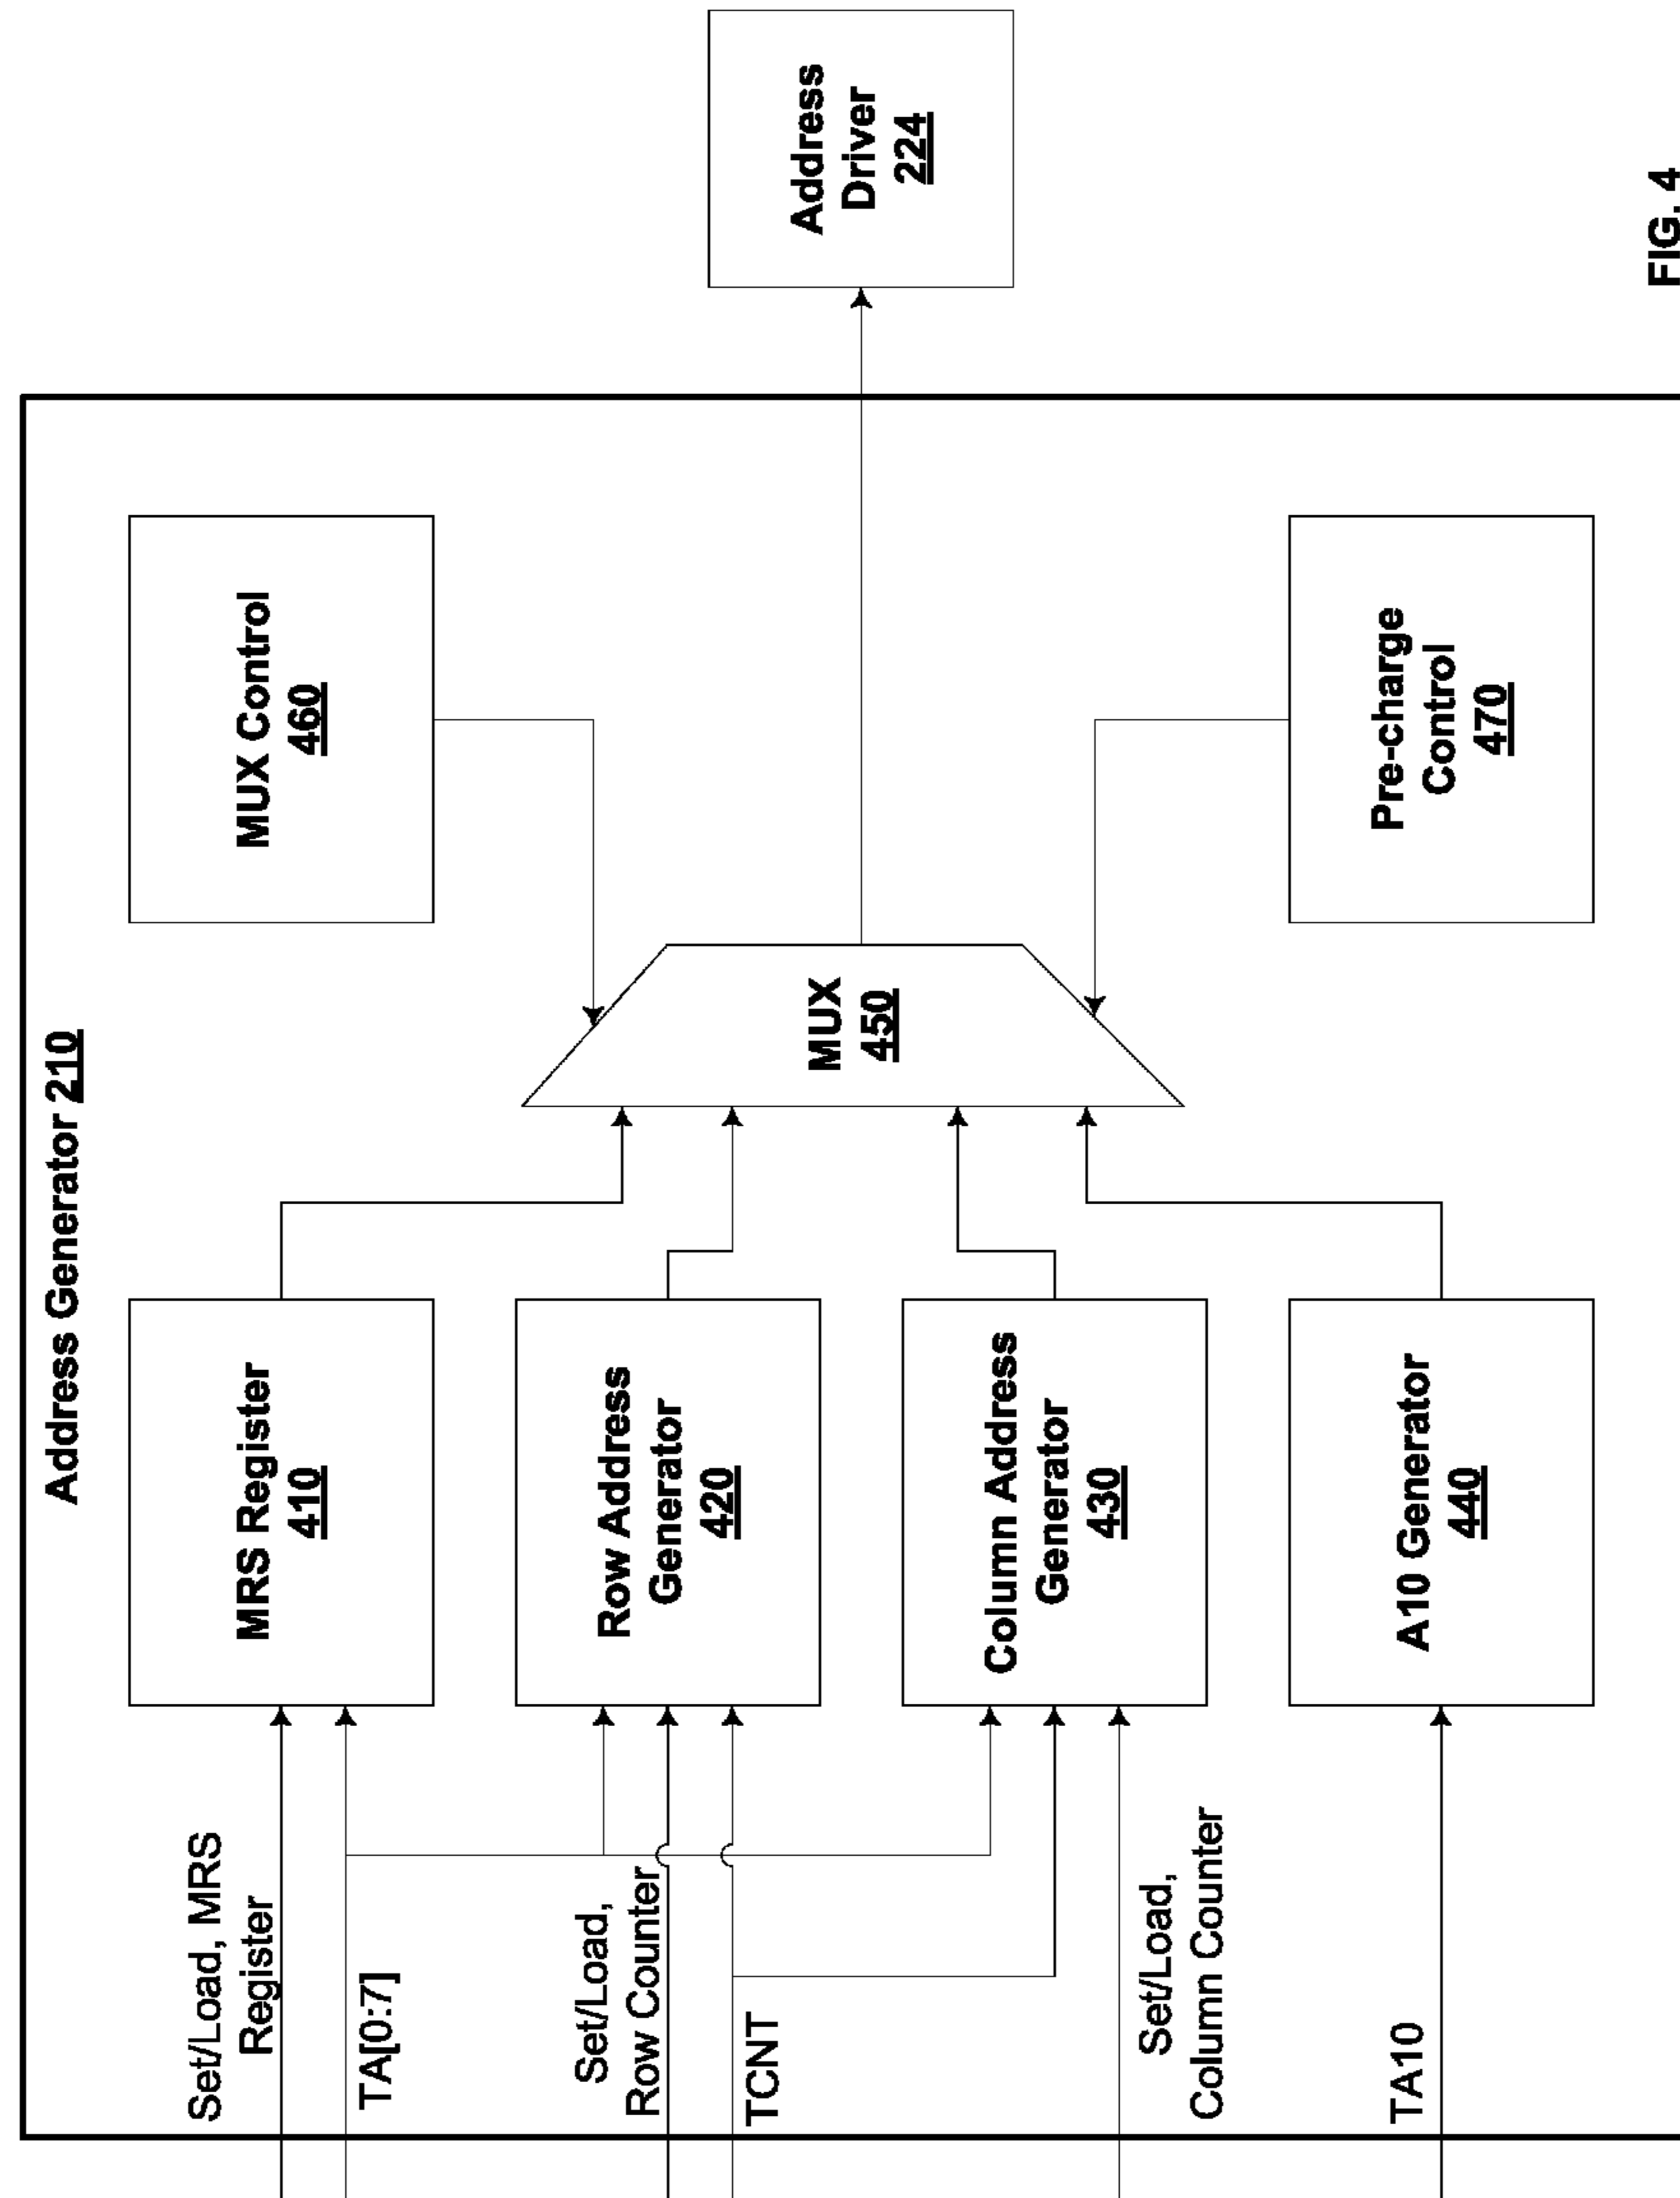 Address Generator 210
Set/Load, MRS
Register
TA[0:7]
Set/Load,
Row Counter
TCNT
Set/Load,
Column Counter
TA10
MRS Register
410
Row Address
Generator
420
Column Address
Generator
430
A10 Generator
440
MUX
450
MUX Control
460
Pre-charge
Control
470
Address
Driver
224
FIG. 4